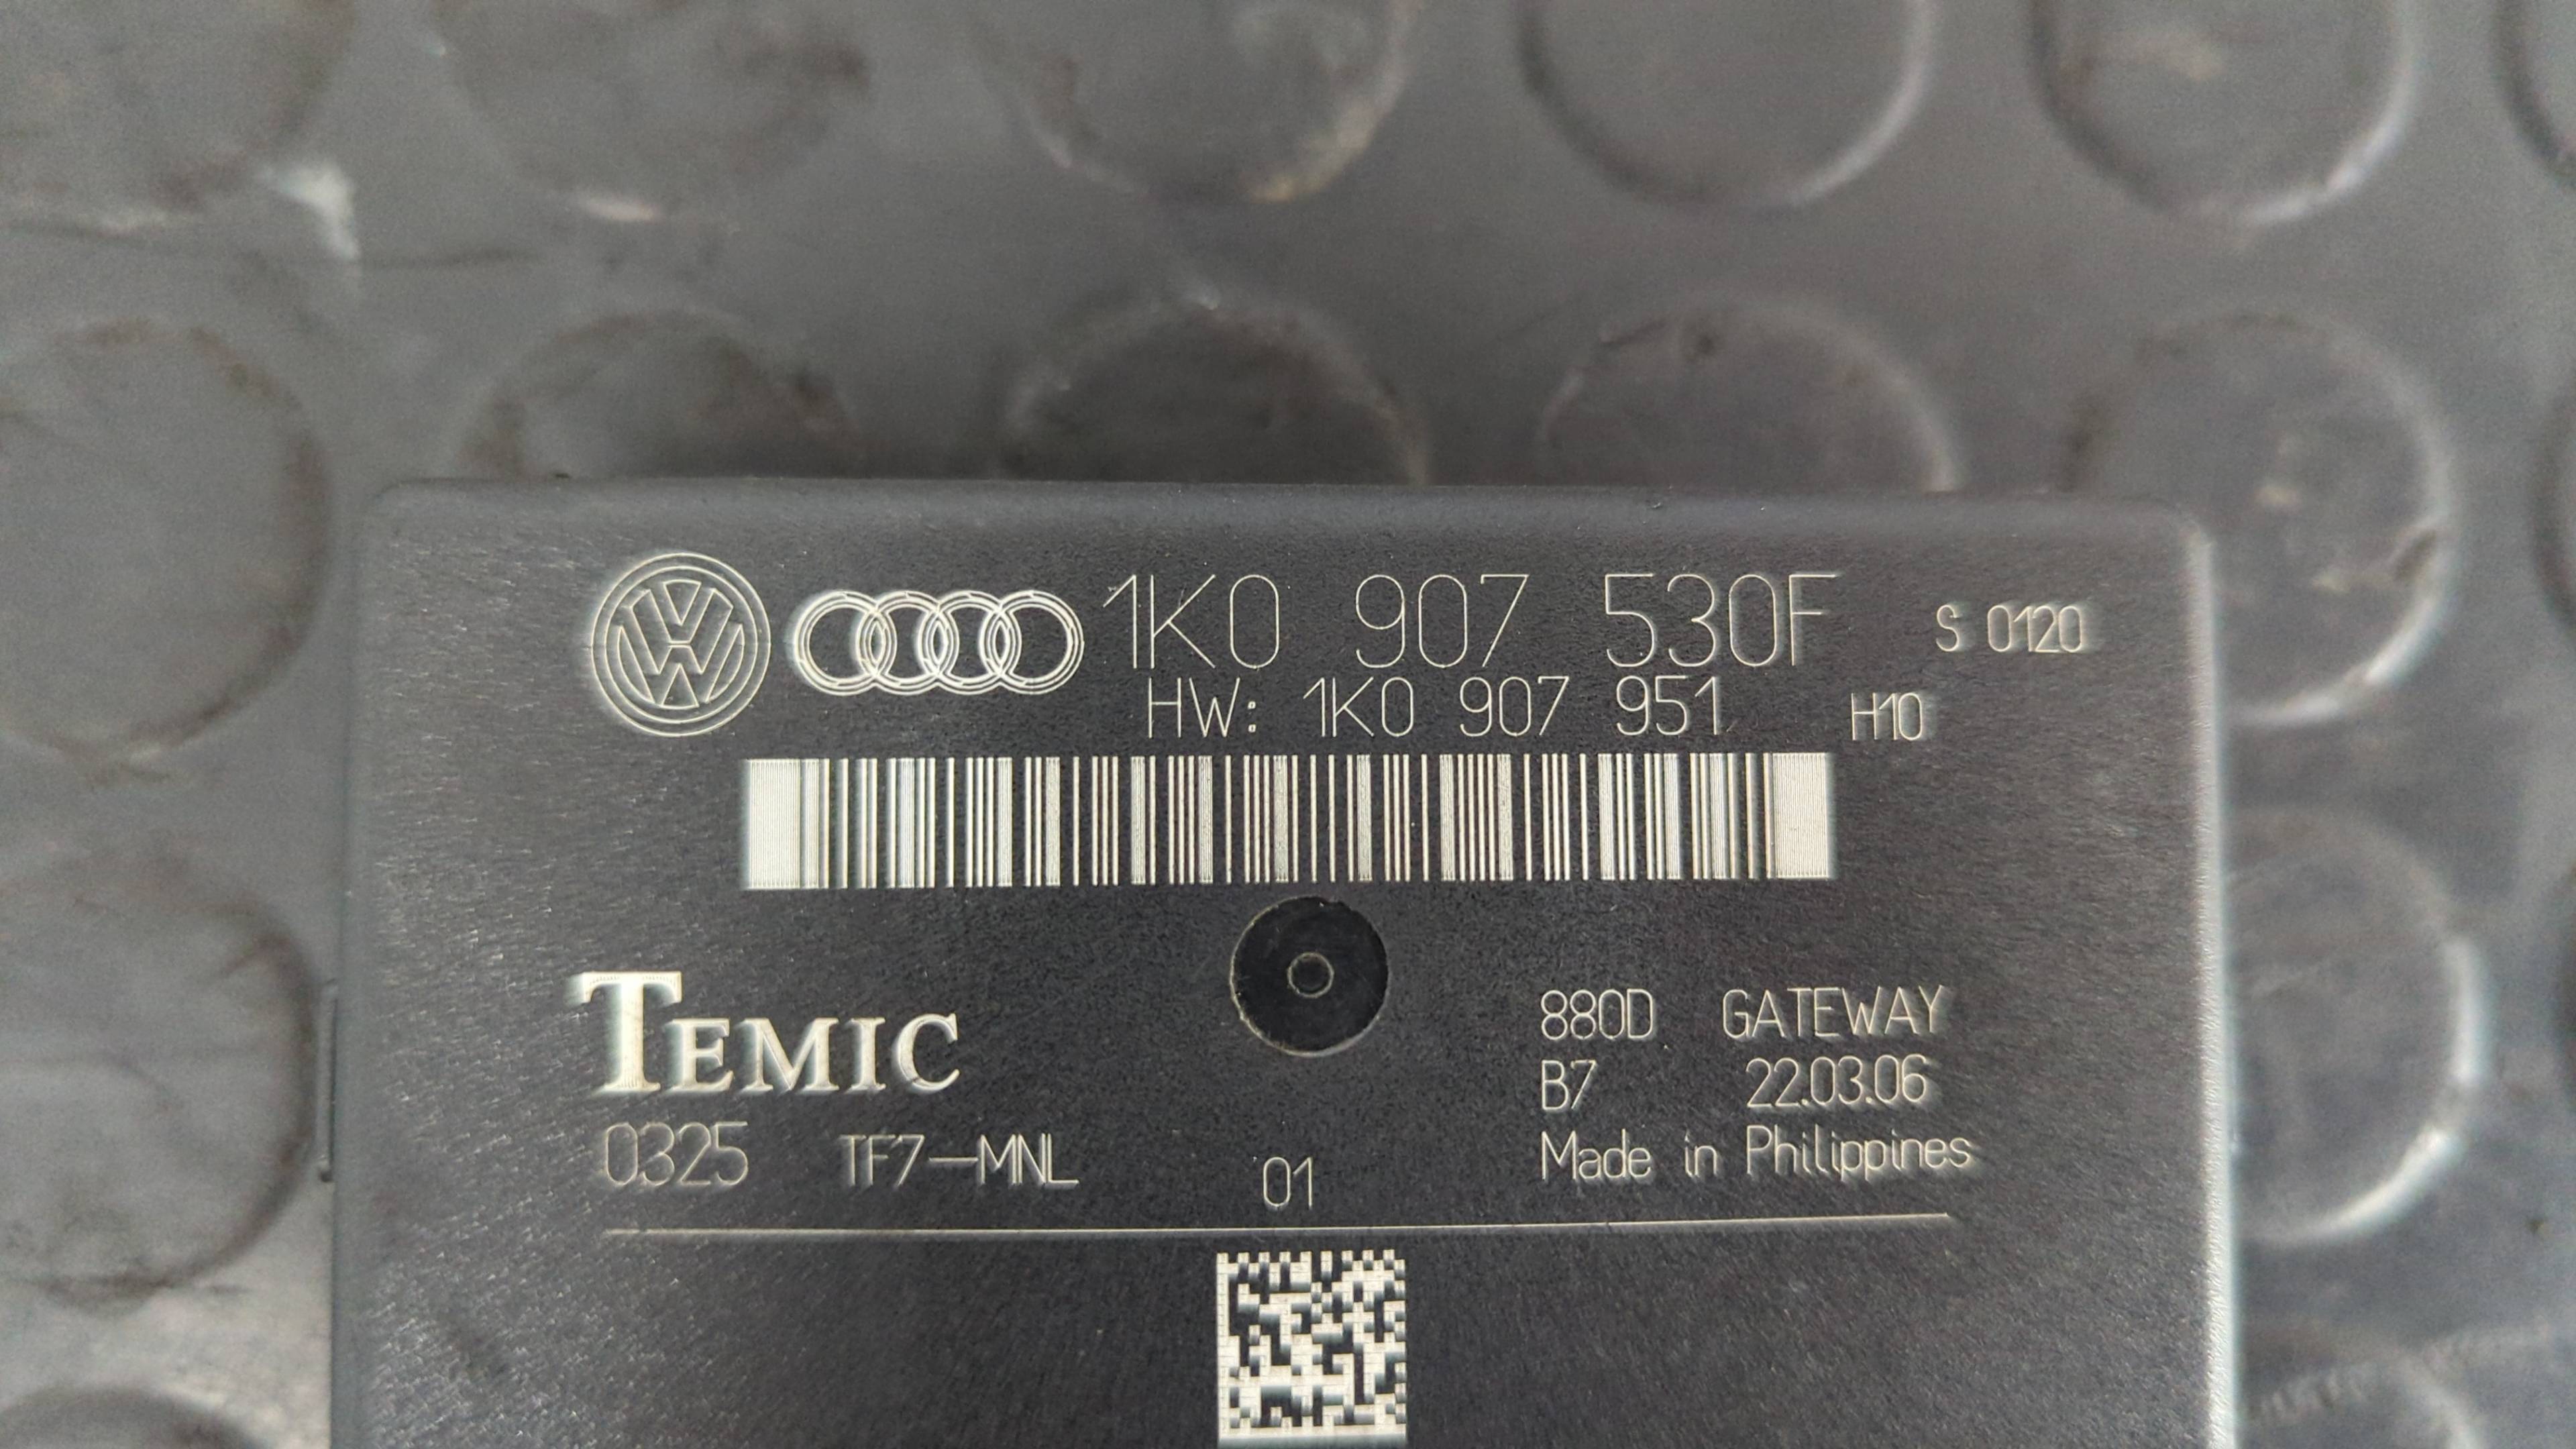 1K0 907 530F S 0120
HW: 1K0 907 951 H10
TEMIC
880D GATEWAY
B7 22.03.06
0325 TF7-MNL 01 Made in Philippines